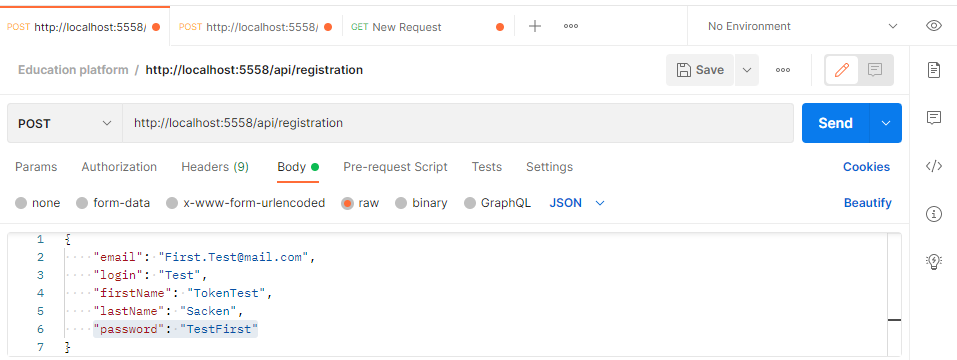 POST http://localhost:5558/ POST http://localhost:5558/ GET New Request No Environment
Education platform / http://localhost:5558/api/registration Save
POST http://localhost:5558/api/registration Send
Params Authorization Headers (9) Body Pre-request Script Tests Settings Cookies
none form-data x-www-form-urlencoded raw binary GraphQL JSON Beautify
1 {
2 "email": "First.Test@mail.com",
3 "login": "Test",
4 "firstName": "TokenTest",
5 "lastName": "Sacken",
6 "password": "TestFirst"
7 }